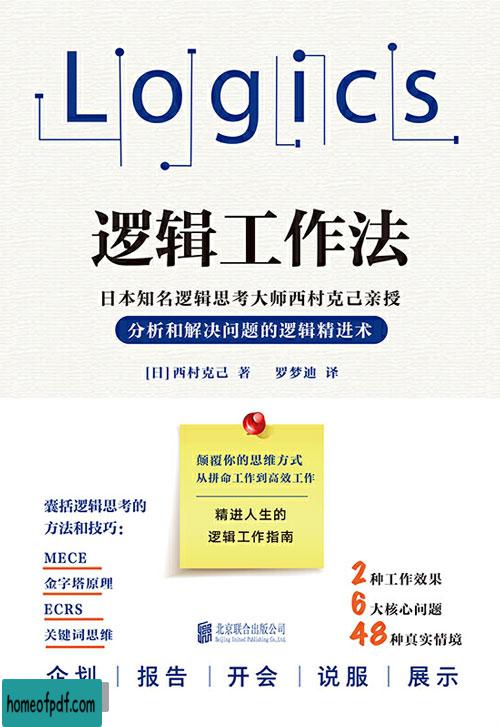 Logics
逻辑工作法
日本知名逻辑思考大师西村克己亲授
分析和解决问题的逻辑精进术
[日]西村克己 著 罗梦迪 译
颠覆你的思维方式
从拼命工作到高效工作
精进人生的
逻辑工作指南
囊括逻辑思考的
方法和技巧:
MECE
金字塔原理
ECRS
关键词思维
北京联合出版公司
Beijing United Publishing Co.,Ltd.
2种工作效果
6大核心问题
48种真实情境
企划|报告|开会|说服|展示
homeofpdf.com